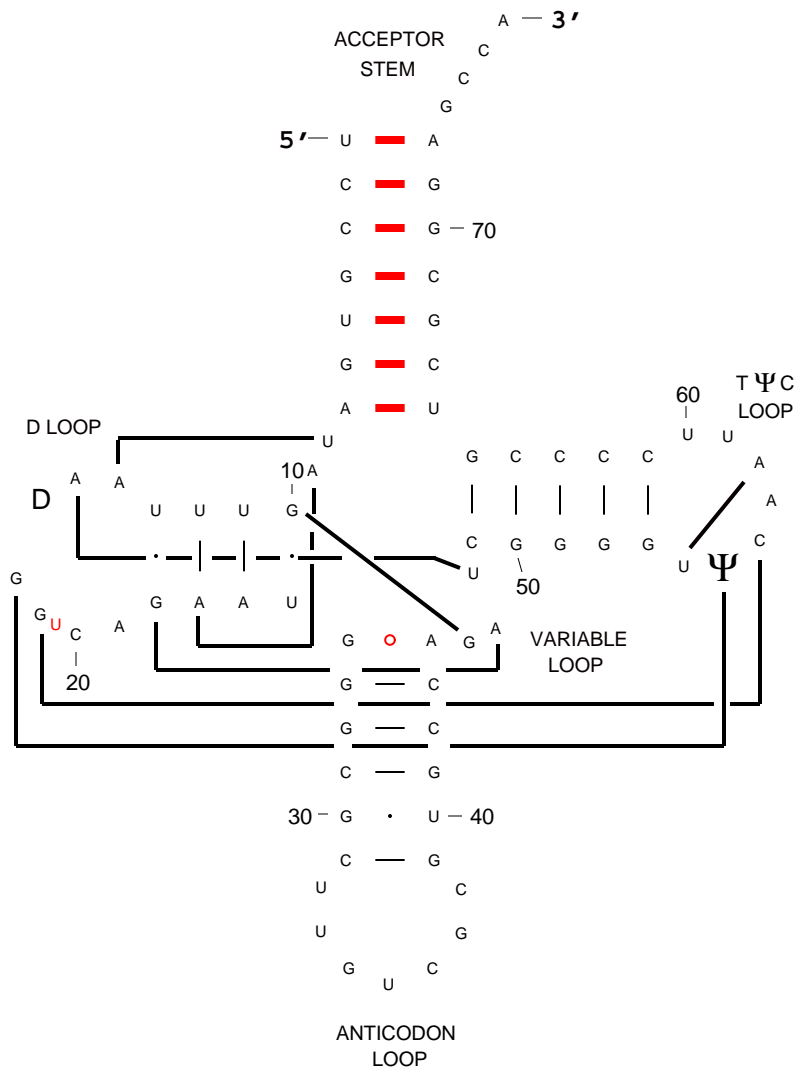 A — 3'
ACCEPTOR
STEM
C
C
G
5' — U A
C G
C G — 70
G C
U G
G C
A U
T Ψ C
LOOP
60
D LOOP
U
U U
G C C C C
A
10 A
A A
D
U U U G
A
C G G G G
C
U
50
U Ψ
G
G A A U
G U C A
20
G A G A
VARIABLE
LOOP
G C
G C
C G
30 — G U — 40
C G
U C
U G
G C
U
ANTICODON
LOOP